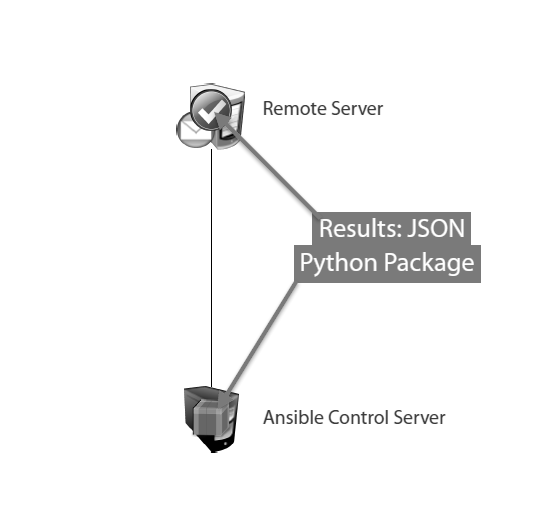 Remote Server
Results: JSON
Python Package
Ansible Control Server